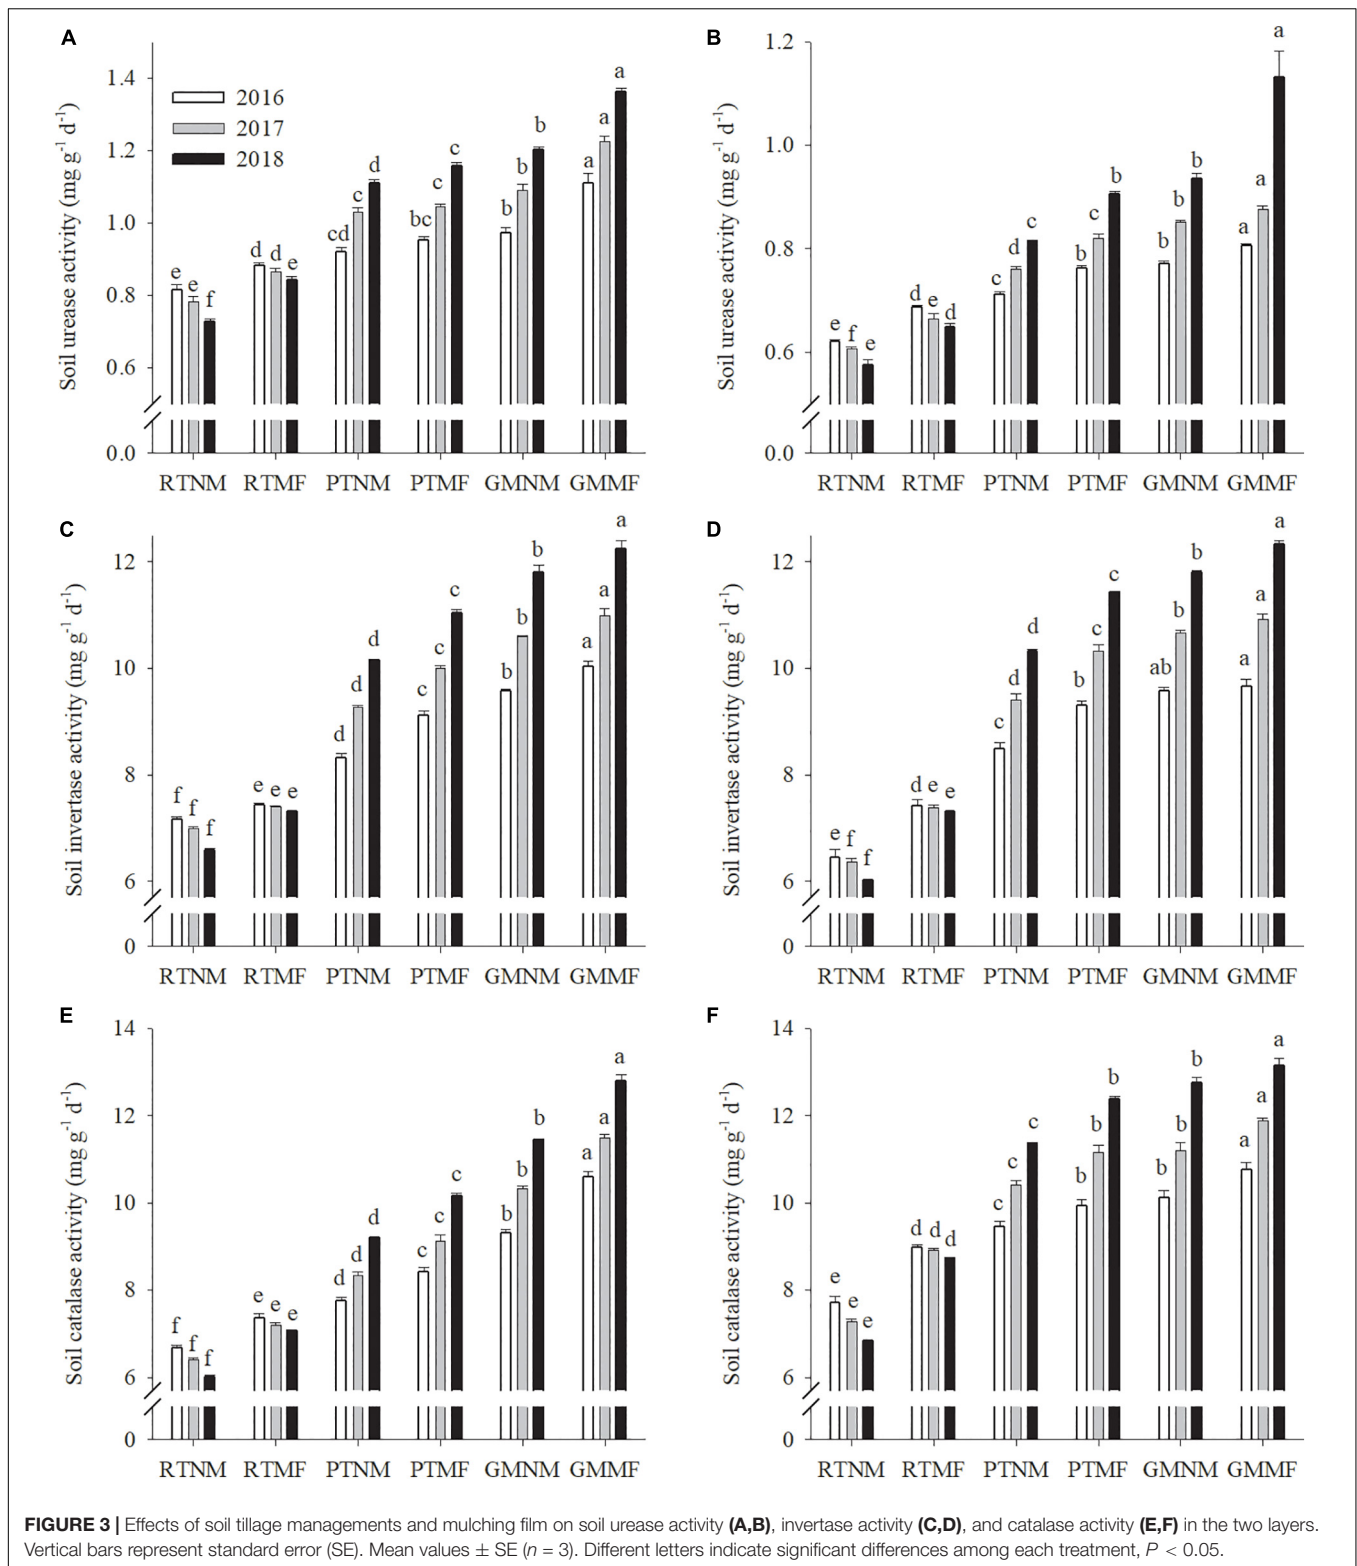 A
Soil urease activity (mg g⁻¹ d⁻¹)
1.4
1.2
1.0
0.8
0.6
0.0
2016
2017
2018
e e f
d d e
cd c d
bc c c
b b b
a a a
RTNM RTMF PTNM PTMF GMNM GMMF
B
Soil urease activity (mg g⁻¹ d⁻¹)
1.2
1.0
0.8
0.6
0.0
e f e
d e d
c d c
b c b
b b b
a a a
RTNM RTMF PTNM PTMF GMNM GMMF
C
Soil invertase activity (mg g⁻¹ d⁻¹)
12
10
8
6
0
f f f
e e e
d d d
c c c
b b b
a a a
RTNM RTMF PTNM PTMF GMNM GMMF
D
Soil invertase activity (mg g⁻¹ d⁻¹)
12
10
8
6
0
e f f
d e e
c d d
b c c
ab b b
a a a
RTNM RTMF PTNM PTMF GMNM GMMF
E
Soil catalase activity (mg g⁻¹ d⁻¹)
14
12
10
8
6
0
f f f
e e e
d d d
c c c
b b b
a a a
RTNM RTMF PTNM PTMF GMNM GMMF
F
Soil catalase activity (mg g⁻¹ d⁻¹)
14
12
10
8
6
0
e e e
d d d
c c c
b b b
b b b
a a a
RTNM RTMF PTNM PTMF GMNM GMMF
FIGURE 3 | Effects of soil tillage managements and mulching film on soil urease activity (A,B), invertase activity (C,D), and catalase activity (E,F) in the two layers.
Vertical bars represent standard error (SE). Mean values ± SE (n = 3). Different letters indicate significant differences among each treatment, P < 0.05.